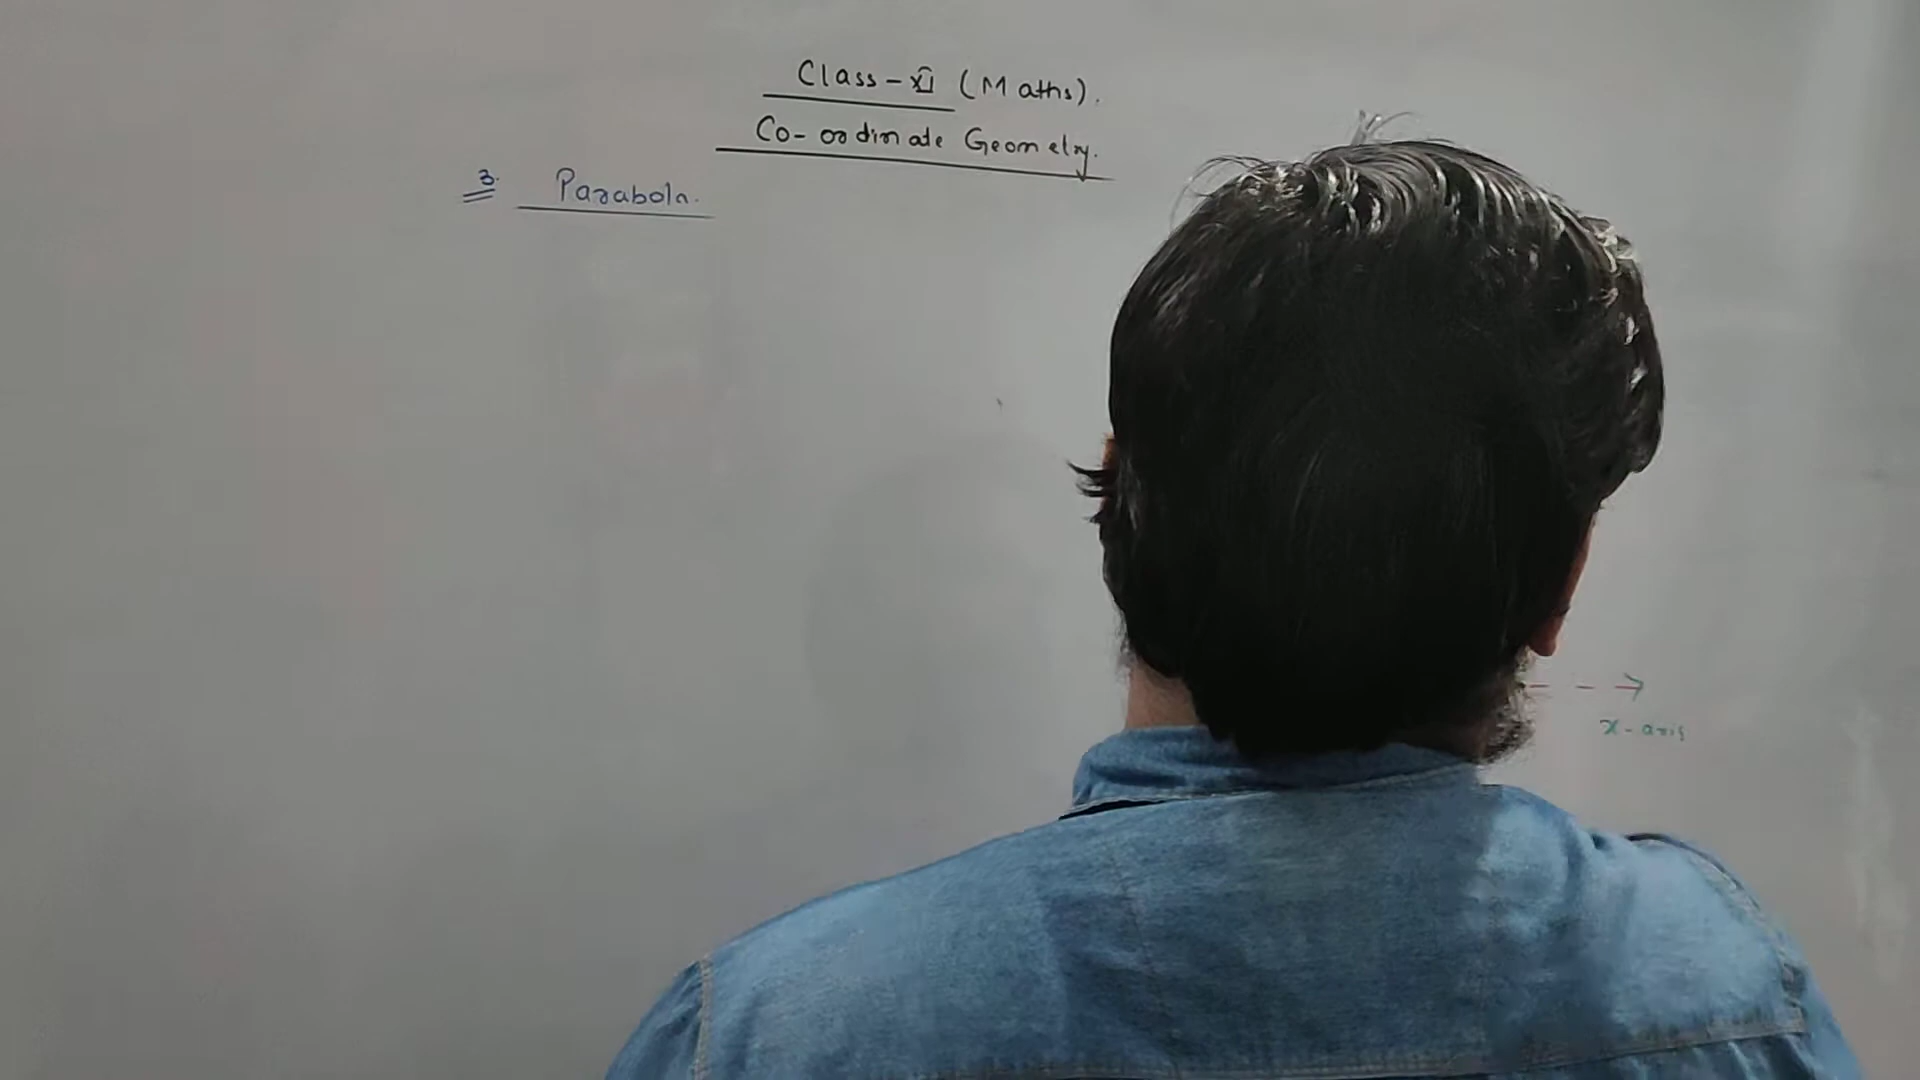 Class-XI (Maths).
Co-ordinate Geometry.
3. Parabola.
x-axis